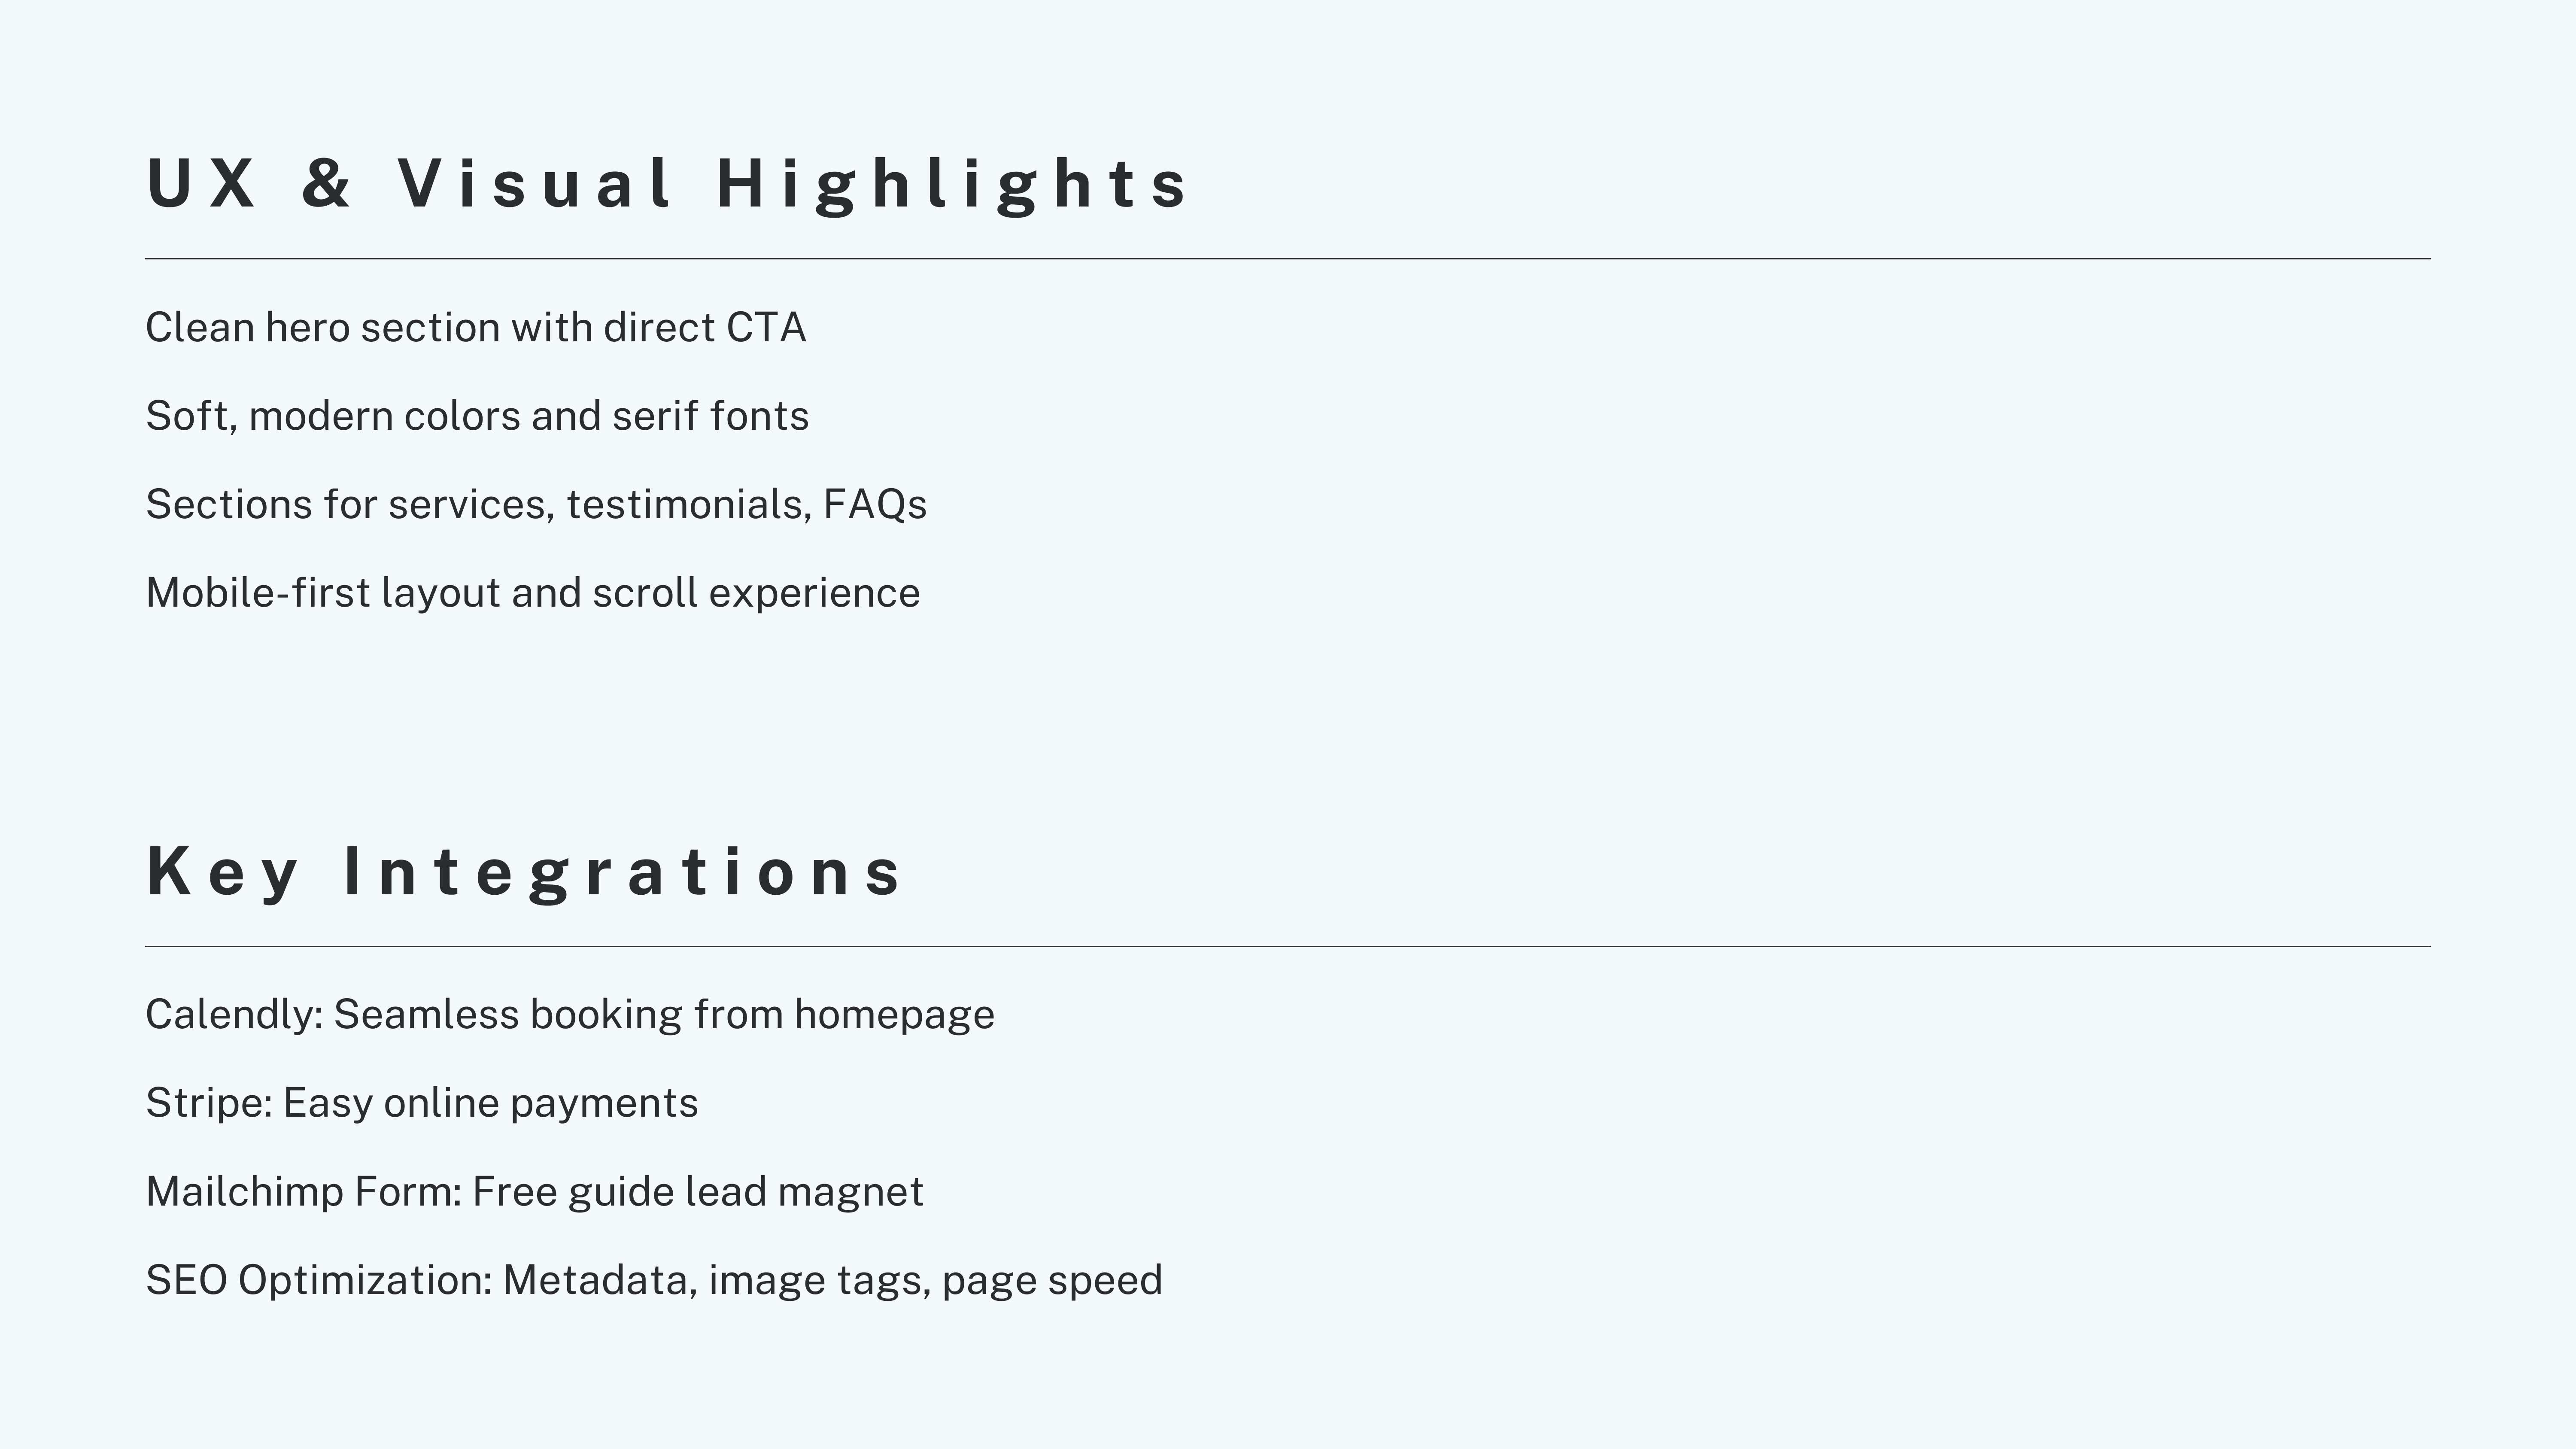 UX & Visual Highlights
Clean hero section with direct CTA
Soft, modern colors and serif fonts
Sections for services, testimonials, FAQs
Mobile-first layout and scroll experience
Key Integrations
Calendly: Seamless booking from homepage
Stripe: Easy online payments
Mailchimp Form: Free guide lead magnet
SEO Optimization: Metadata, image tags, page speed